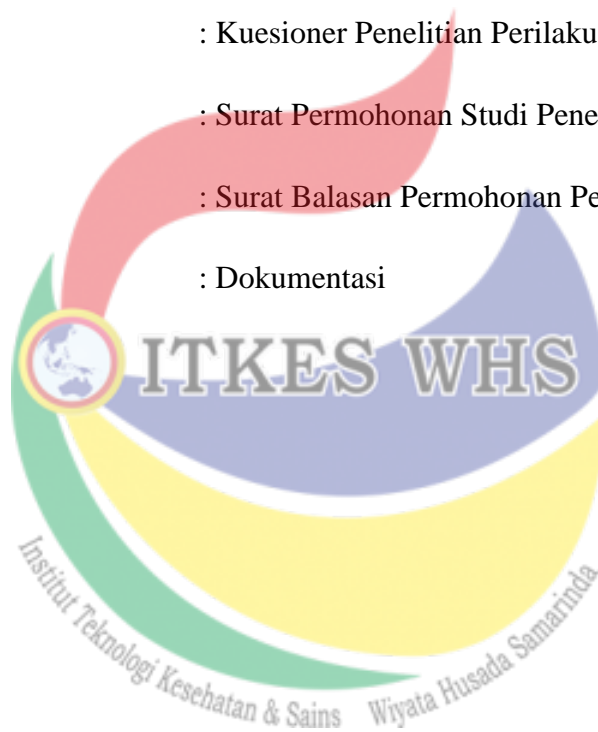 : Kuesioner Penelitian Perilaku
: Surat Permohonan Studi Pene
: Surat Balasan Permohonan Pe
: Dokumentasi
ITKES WHS
Institut Teknologi Kesehatan & Sains Wiyata Husada Samarinda